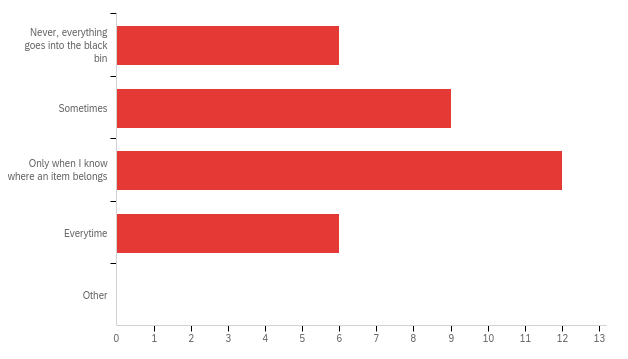 Never, everything
goes into the black
bin
Sometimes
Only when I know
where an item belongs
Everytime
Other
0 1 2 3 4 5 6 7 8 9 10 11 12 13